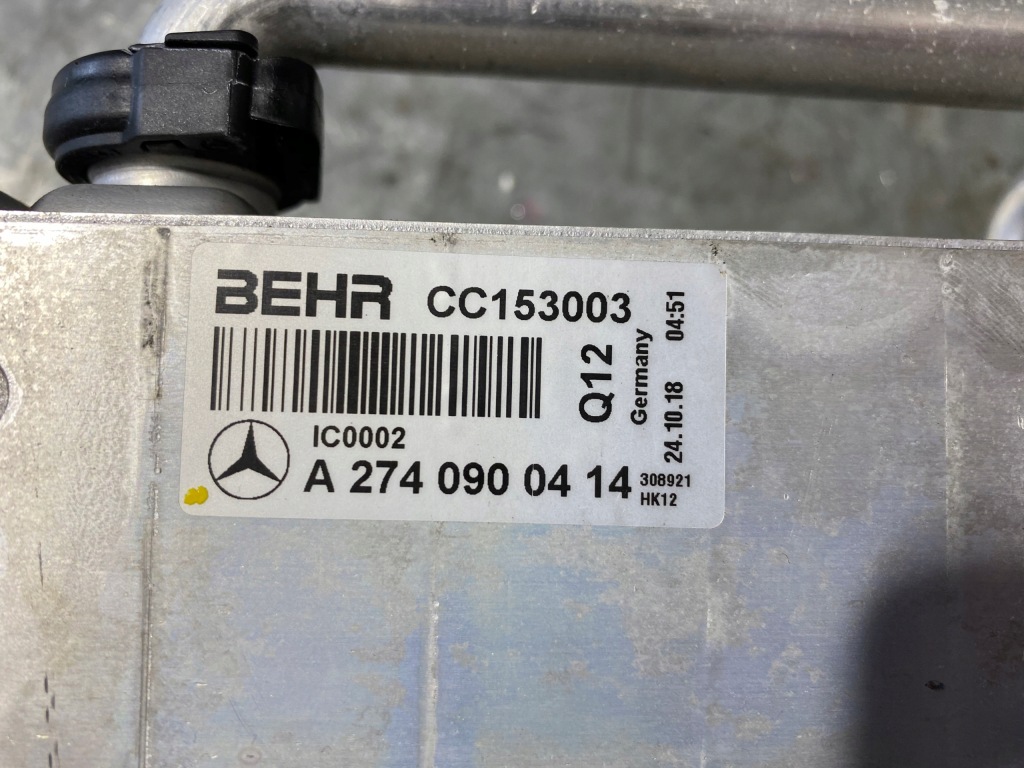 BEHR CC153003
Q12
Germany
24.10.18 04:51
IC0002
A 274 090 04 14
308921
HK12